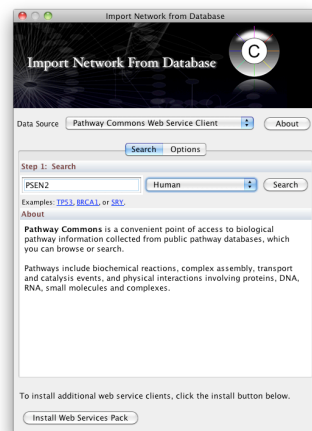 Import Network from Database
Import Network From Database
C
Data Source Pathway Commons Web Service Client About
Search Options
Step 1: Search
PSEN2 Human Search
Examples: TP53, BRCA1, or SRY.
About
Pathway Commons is a convenient point of access to biological
pathway information collected from public pathway databases, which
you can browse or search.
Pathways include biochemical reactions, complex assembly, transport
and catalysis events, and physical interactions involving proteins, DNA,
RNA, small molecules and complexes.
To install additional web service clients, click the install button below.
Install Web Services Pack